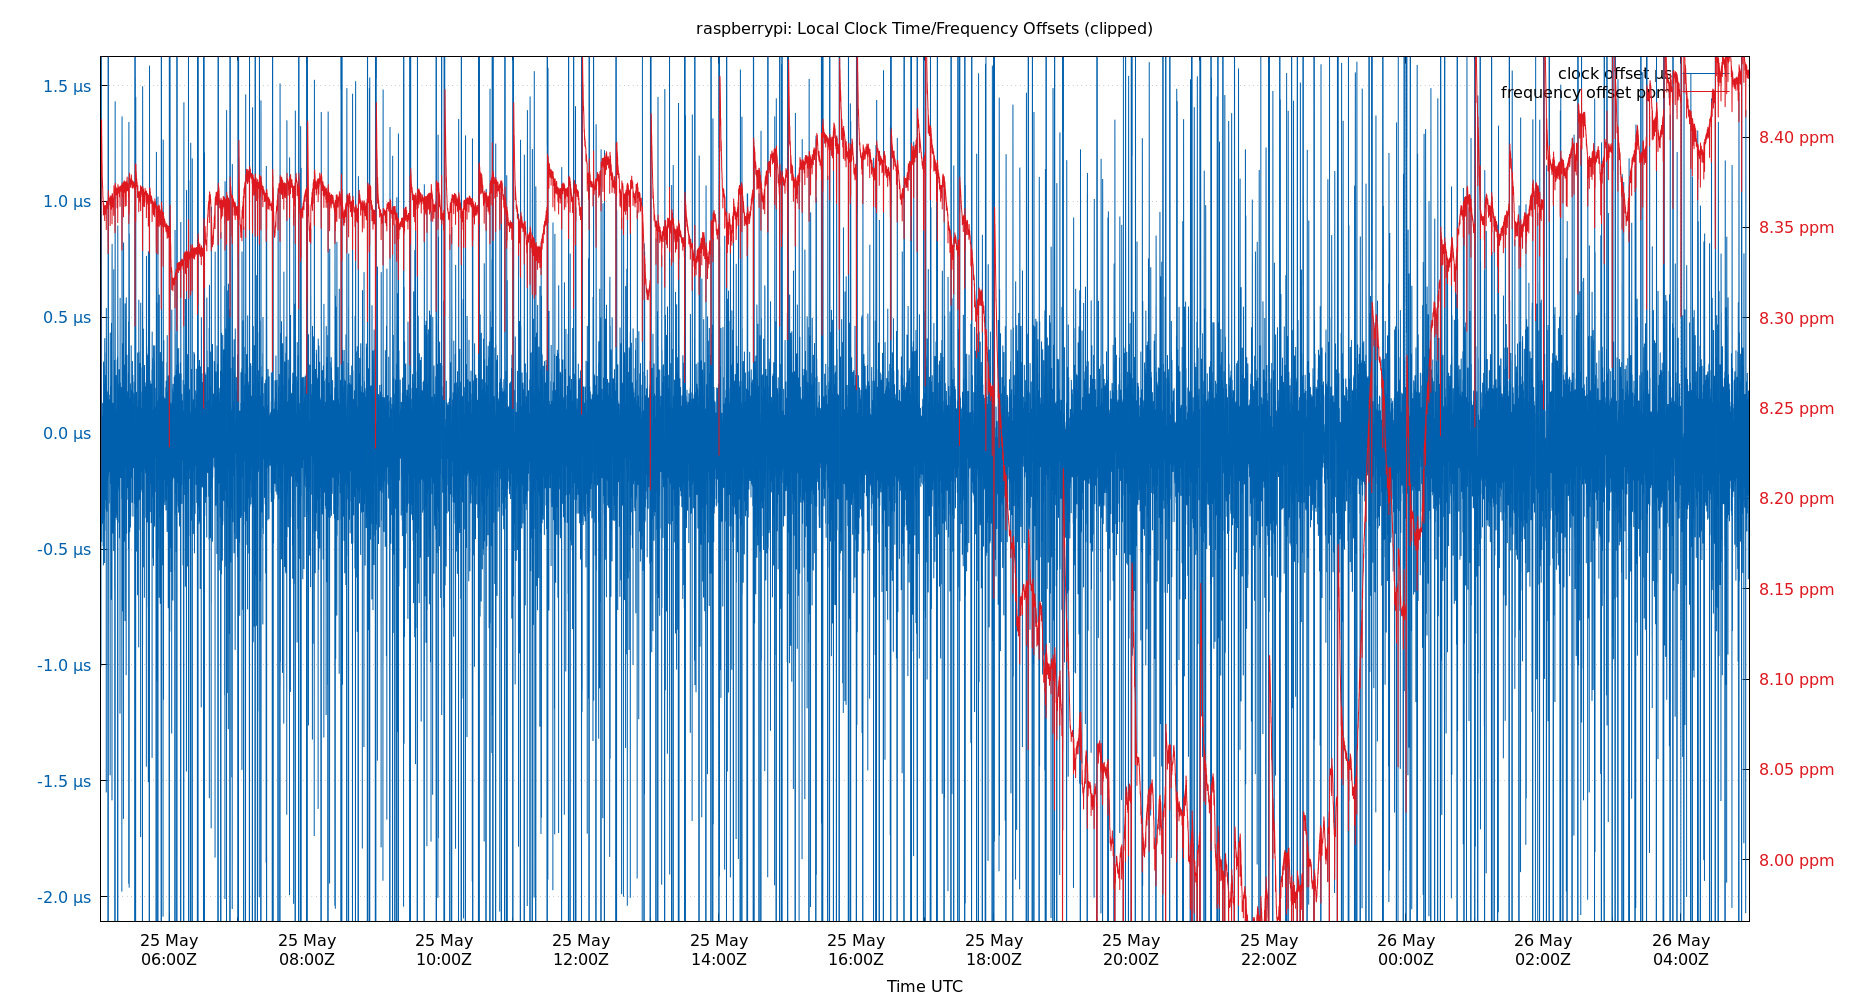 raspberrypi: Local Clock Time/Frequency Offsets (clipped)
clock offset µs
frequency offset ppm
1.5 µs
1.0 µs
0.5 µs
0.0 µs
-0.5 µs
-1.0 µs
-1.5 µs
-2.0 µs
8.40 ppm
8.35 ppm
8.30 ppm
8.25 ppm
8.20 ppm
8.15 ppm
8.10 ppm
8.05 ppm
8.00 ppm
25 May
06:00Z
25 May
08:00Z
25 May
10:00Z
25 May
12:00Z
25 May
14:00Z
25 May
16:00Z
25 May
18:00Z
25 May
20:00Z
25 May
22:00Z
26 May
00:00Z
26 May
02:00Z
26 May
04:00Z
Time UTC